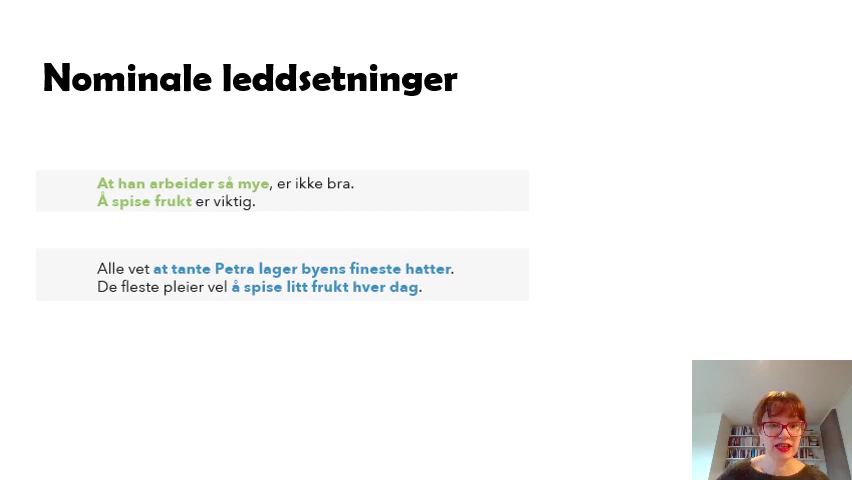 Nominale leddsetninger
At han arbeider så mye, er ikke bra.
Å spise frukt er viktig.
Alle vet at tante Petra lager byens fineste hatter.
De fleste pleier vel å spise litt frukt hver dag.